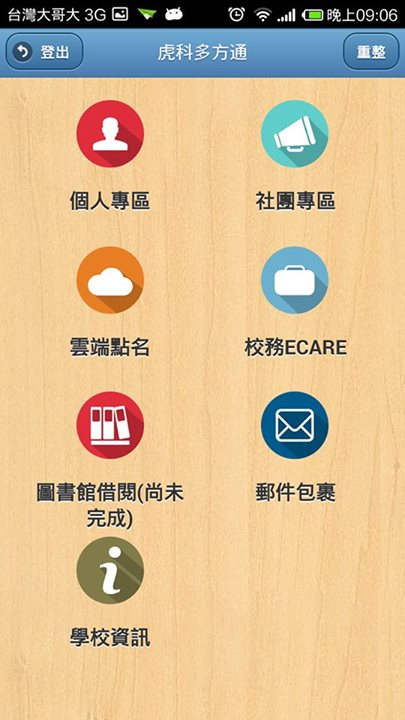 台灣大哥大 3G 晚上09:06
登出 虎科多方通 重整
個人專區 社團專區
雲端點名 校務ECARE
圖書館借閱(尚未
完成)
郵件包裹
學校資訊